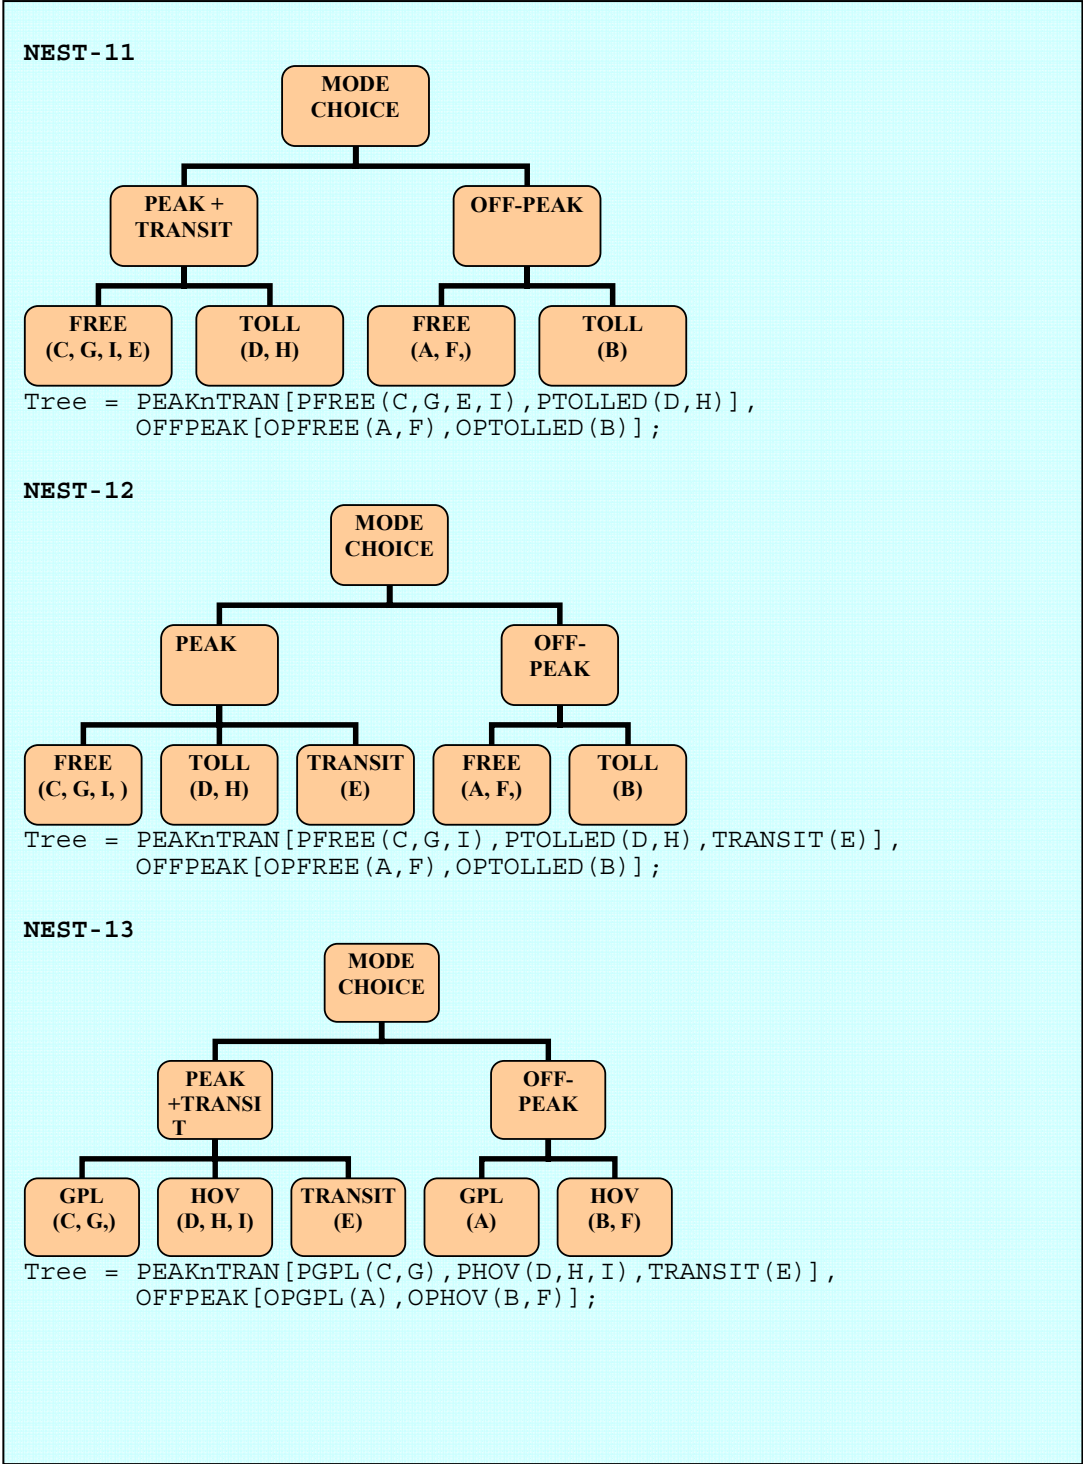 NEST-11
MODE
CHOICE
PEAK +
TRANSIT
OFF-PEAK
FREE
(C, G, I, E)
TOLL
(D, H)
FREE
(A, F,)
TOLL
(B)
Tree = PEAKnTRAN[PFREE(C,G,E,I),PTOLLED(D,H)],
OFFPEAK[OPFREE(A,F),OPTOLLED(B)];
NEST-12
MODE
CHOICE
PEAK
OFF-
PEAK
FREE
(C, G, I, )
TOLL
(D, H)
TRANSIT
(E)
FREE
(A, F,)
TOLL
(B)
Tree = PEAKnTRAN[PFREE(C,G,I),PTOLLED(D,H),TRANSIT(E)],
OFFPEAK[OPFREE(A,F),OPTOLLED(B)];
NEST-13
MODE
CHOICE
PEAK
+TRANSI
T
OFF-
PEAK
GPL
(C, G,)
HOV
(D, H, I)
TRANSIT
(E)
GPL
(A)
HOV
(B, F)
Tree = PEAKnTRAN[PGPL(C,G),PHOV(D,H,I),TRANSIT(E)],
OFFPEAK[OPGPL(A),OPHOV(B,F)];